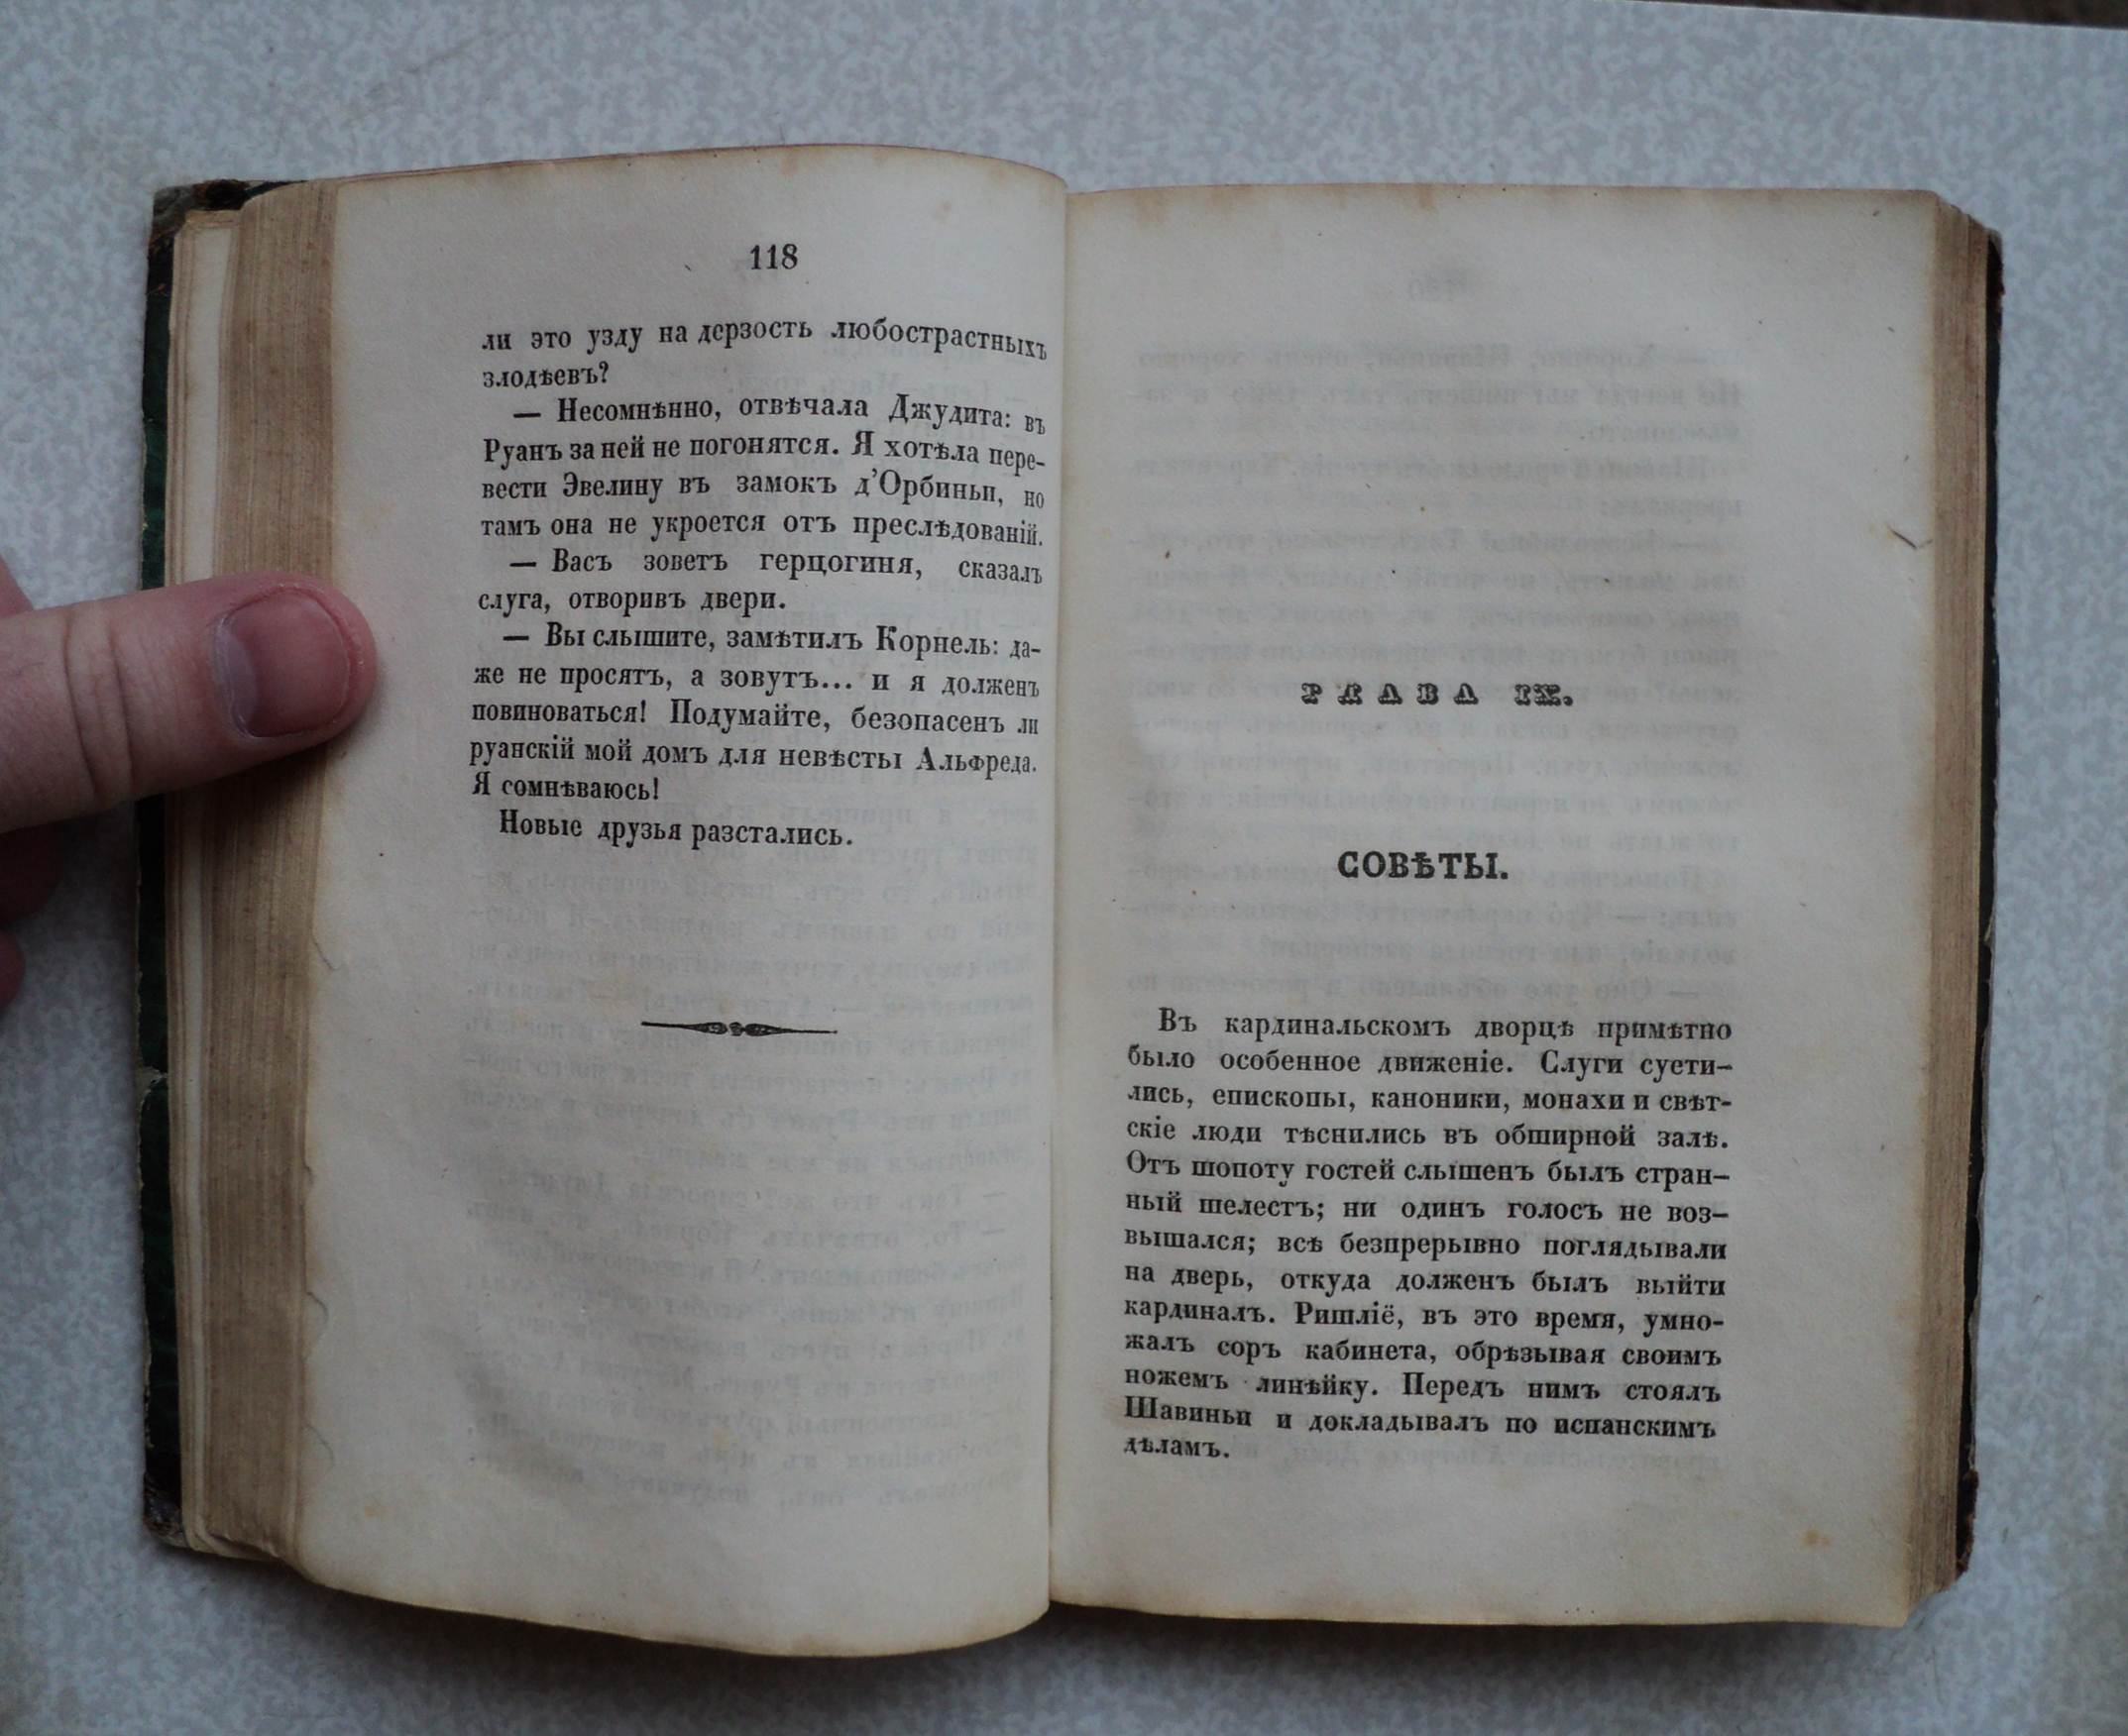 118
ли это узду на дерзость любострастныхъ
злодѣевъ?
— Несомнѣнно, отвѣчала Джудита: въ
Руанъ за ней не погонятся. Я хотѣла пере-
вести Эвелину въ замокъ д'Орбиньи, но
тамъ она не укроется отъ преслѣдованій.
— Васъ зоветъ герцогиня, сказалъ
слуга, отворивъ двери.
— Вы слышите, замѣтилъ Корнель: да-
же не просятъ, а зовутъ... и я долженъ
повиноваться! Подумайте, безопасенъ ли
руанскій мой домъ для невѣсты Альфреда.
Я сомнѣваюсь!
Новые друзья разстались.
ГЛАВА IX.
СОВѢТЫ.
Въ кардинальскомъ дворцѣ примѣтно
было особенное движеніе. Слуги суети-
лись, епископы, каноники, монахи и свѣт-
скіе люди тѣснились въ обширной залѣ.
Отъ шопоту гостей слышенъ былъ стран-
ный шелестъ; ни одинъ голосъ не воз-
вышался; всѣ безпрерывно поглядывали
на дверь, откуда долженъ былъ выйти
кардиналъ. Ришліё, въ это время, умно-
жалъ соръ кабинета, обрѣзывая своимъ
ножемъ линѣйку. Передъ нимъ стоялъ
Шавиньи и докладывалъ по испанскимъ
дѣламъ.